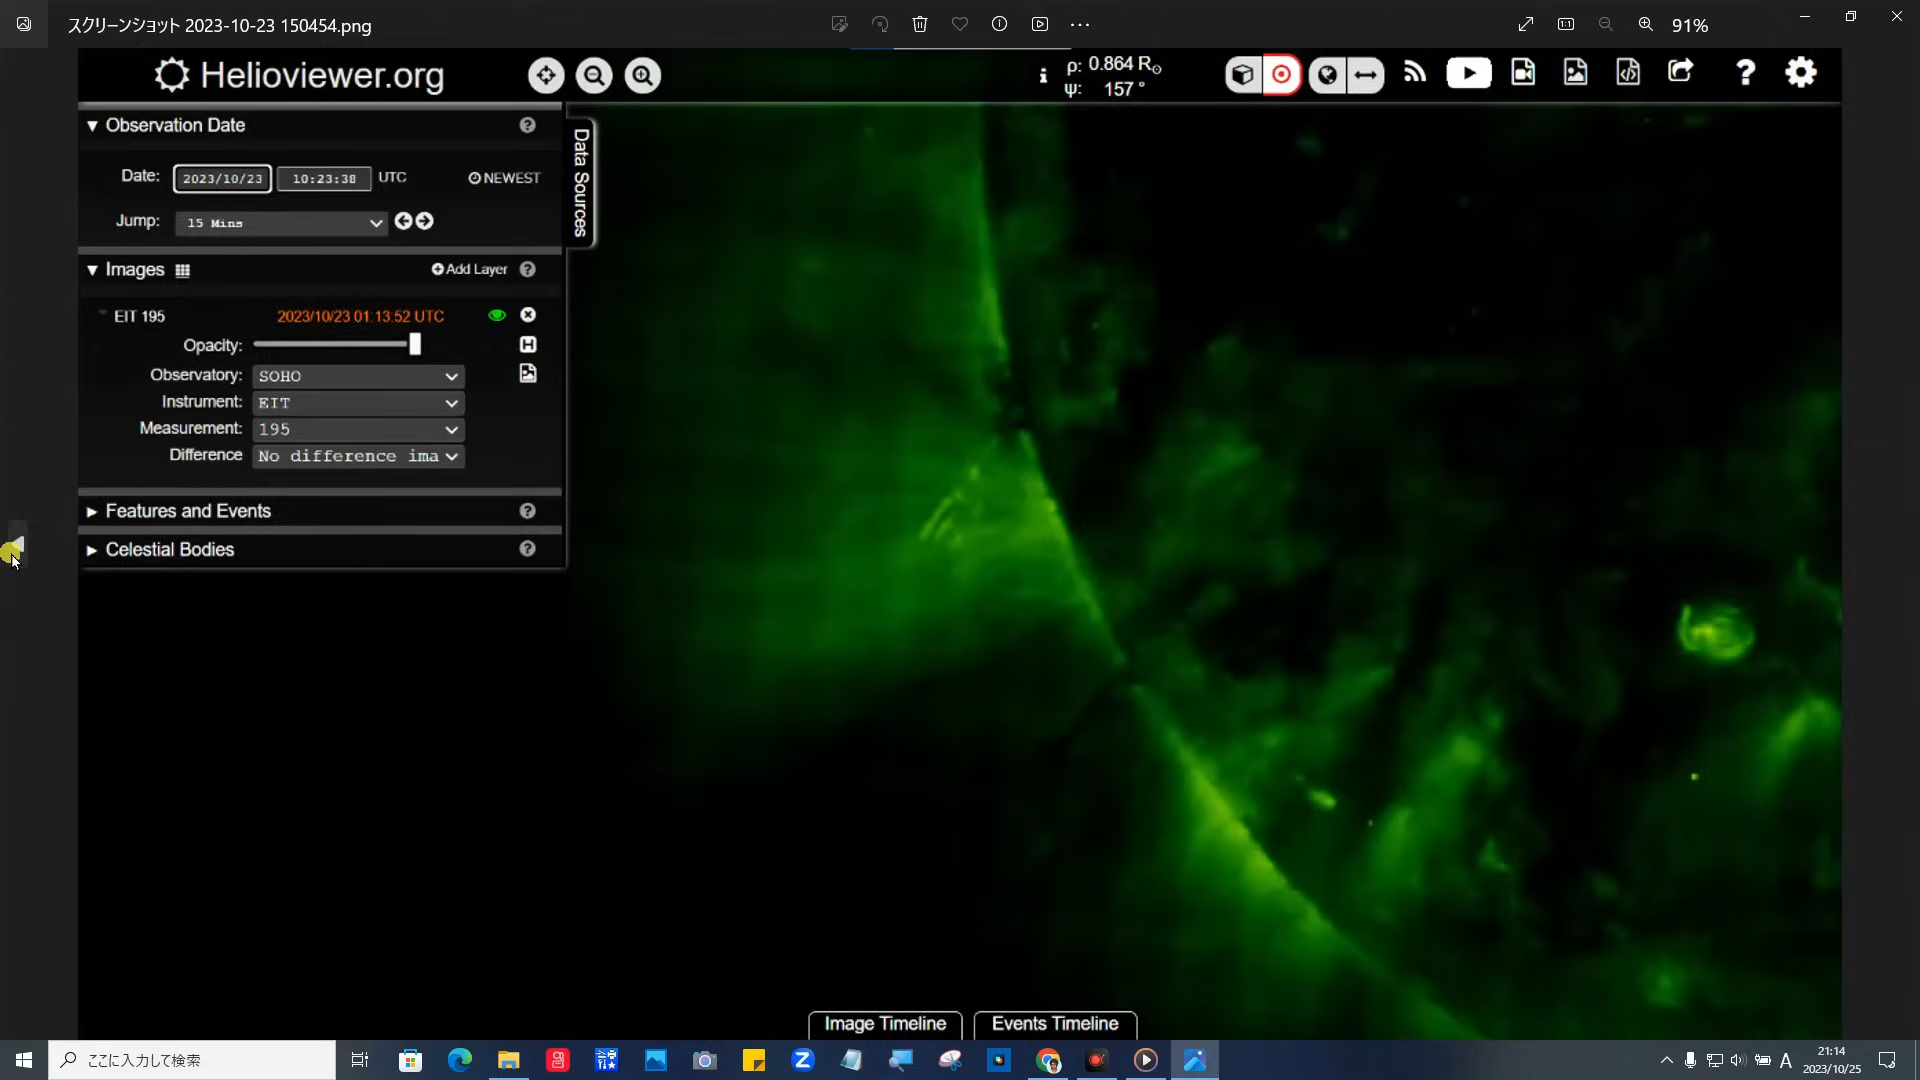 スクリーンショット 2023-10-23 150454.png
91%
Helioviewer.org
ρ: 0.864 R☉
ψ: 157 °
Observation Date
Date: 2023/10/23 10:23:38 UTC NEWEST
Jump: 15 Mins
Images Add Layer
EIT 195 2023/10/23 01:13:52 UTC
Opacity:
Observatory: SOHO
Instrument: EIT
Measurement: 195
Difference No difference ima
Features and Events
Celestial Bodies
Data Sources
Image Timeline
Events Timeline
ここに入力して検索
A
21:14
2023/10/25